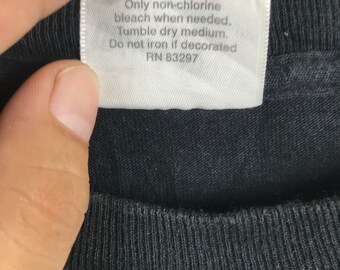 Only non-chlorine
bleach when needed.
Tumble dry medium.
Do not iron if decorated
RN 83297